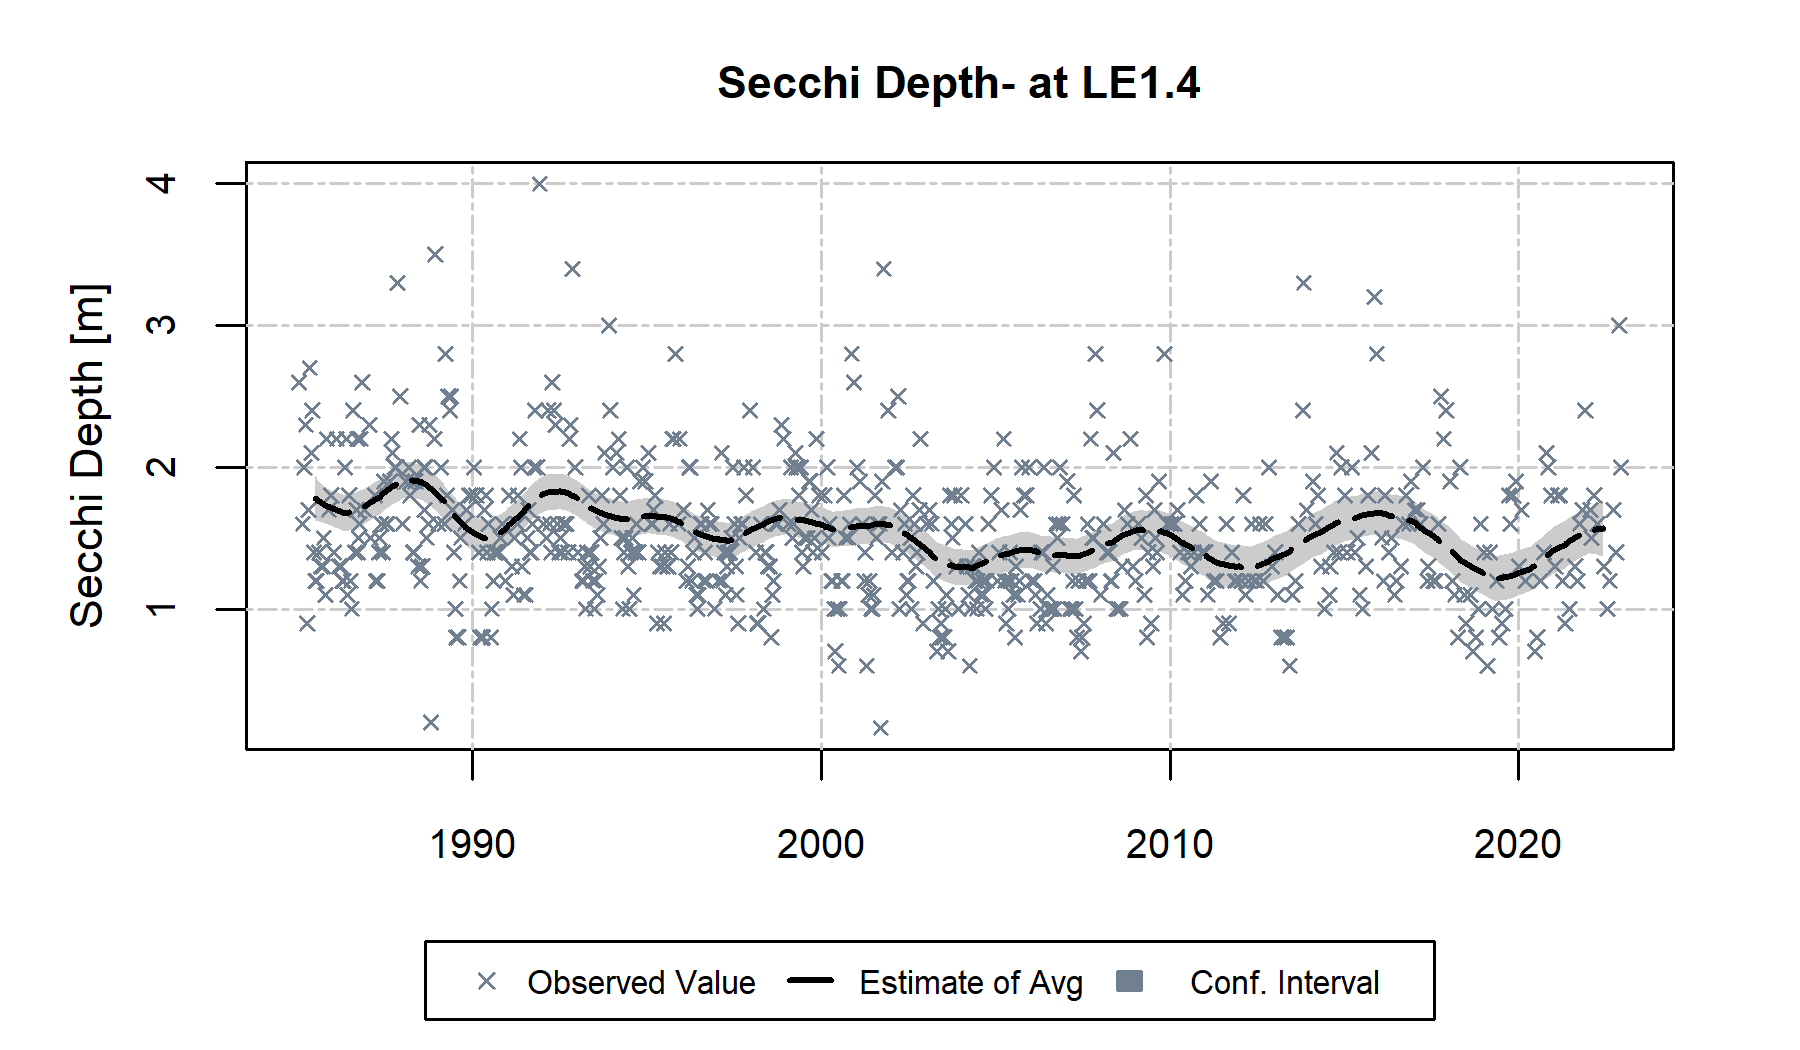 Secchi Depth- at LE1.4
Secchi Depth [m]
4
3
2
1
1990 2000 2010 2020
Observed Value Estimate of Avg Conf. Interval